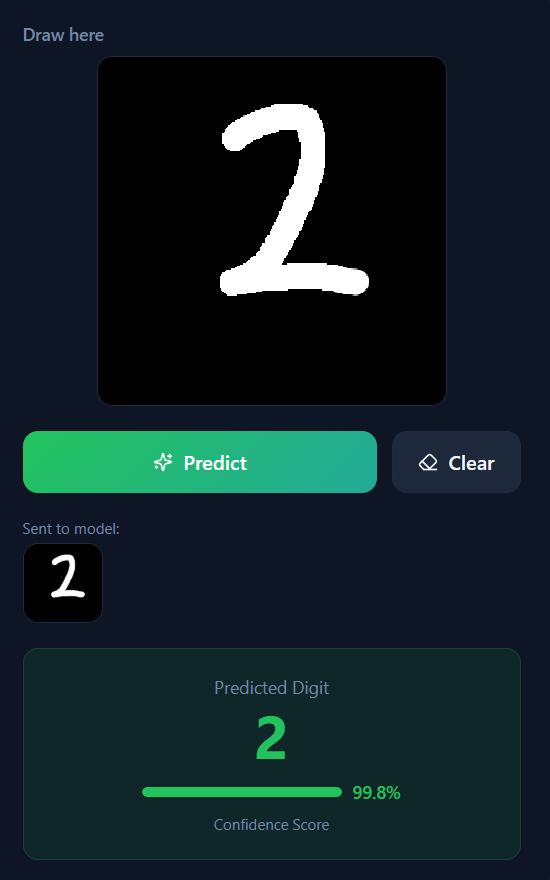 Draw here
2
Predict
Clear
Sent to model:
2
Predicted Digit
2
99.8%
Confidence Score